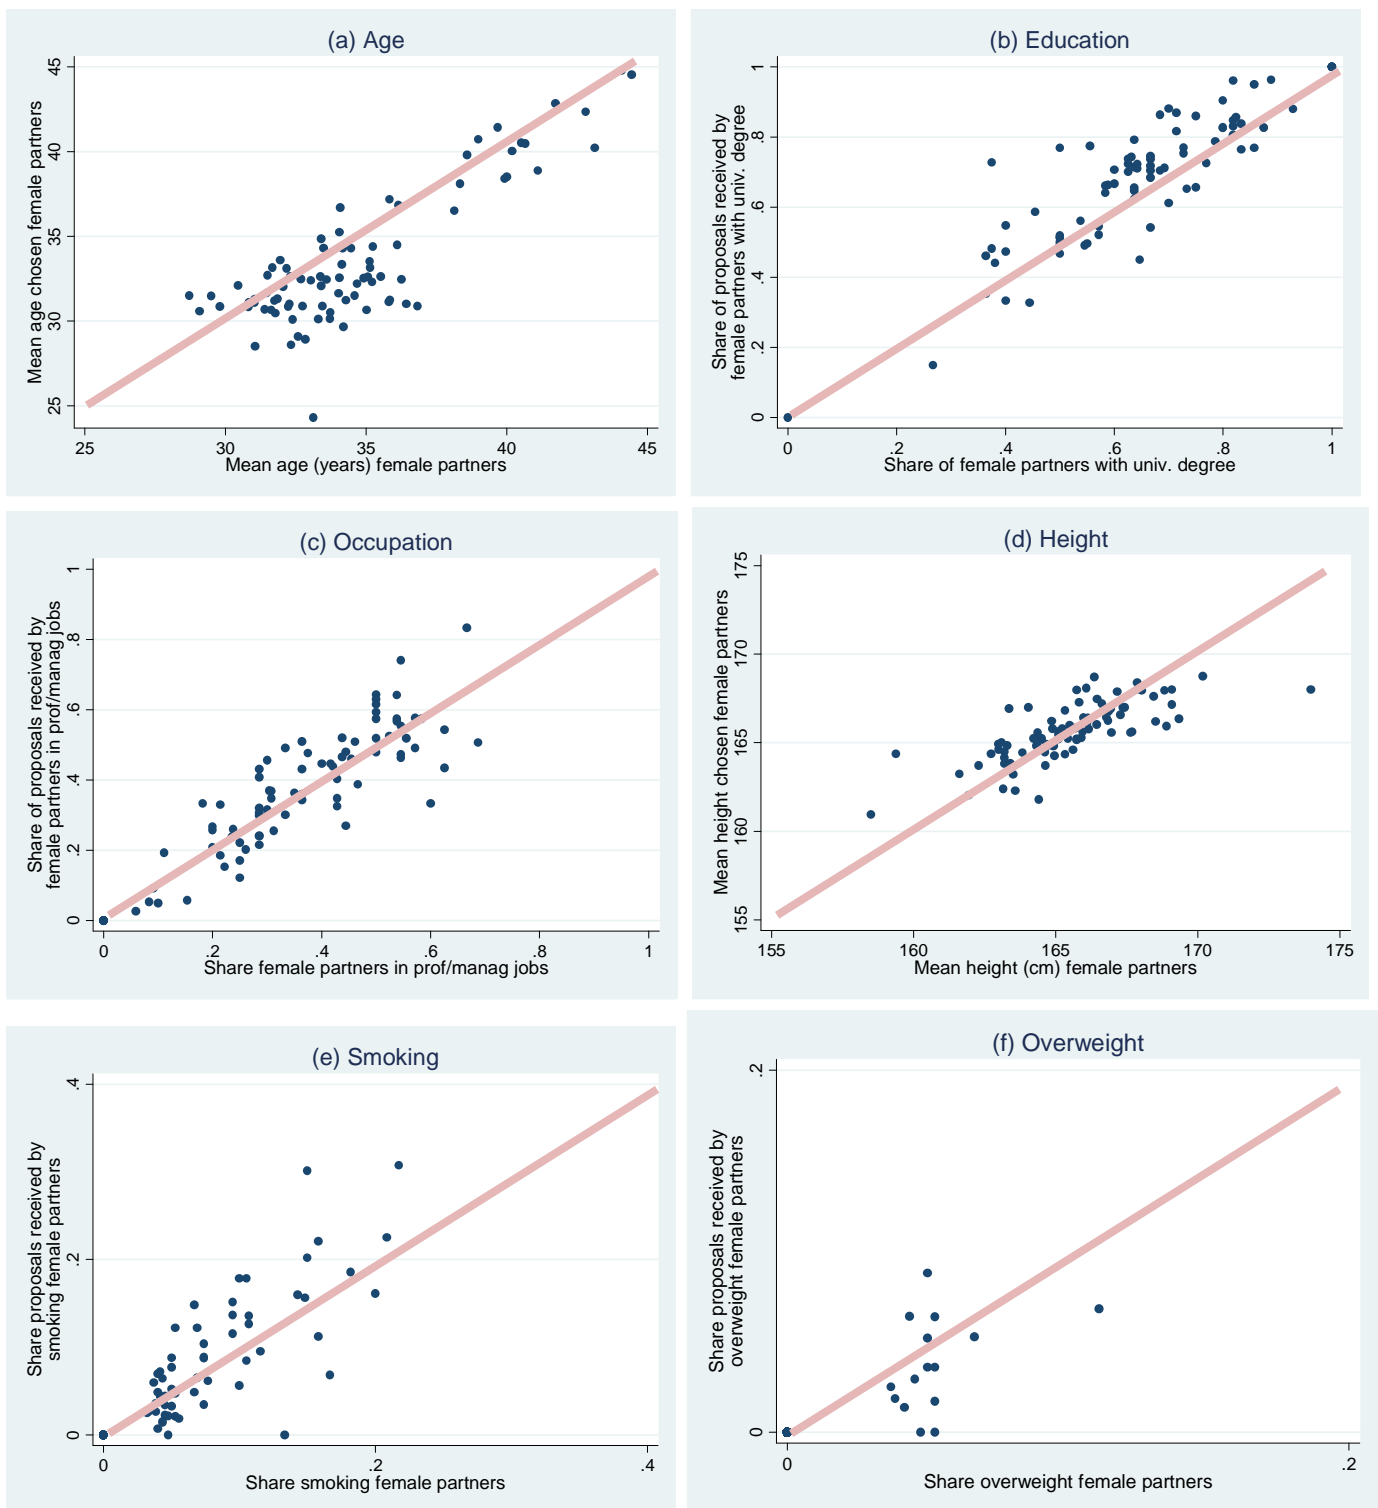 (a) Age
Mean age chosen female partners
45
40
35
30
25
25 30 35 40 45
Mean age (years) female partners
(b) Education
Share of proposals received by
female partners with univ. degree
1
.8
.6
.4
.2
0
0 .2 .4 .6 .8 1
Share of female partners with univ. degree
(c) Occupation
Share of proposals received by
female partners in prof/manag jobs
1
.8
.6
.4
.2
0
0 .2 .4 .6 .8 1
Share female partners in prof/manag jobs
(d) Height
Mean height chosen female partners
175
170
165
160
155
155 160 165 170 175
Mean height (cm) female partners
(e) Smoking
Share proposals received by
smoking female partners
.4
.2
0
0 .2 .4
Share smoking female partners
(f) Overweight
Share proposals received by
overweight female partners
.2
0
0 .2
Share overweight female partners